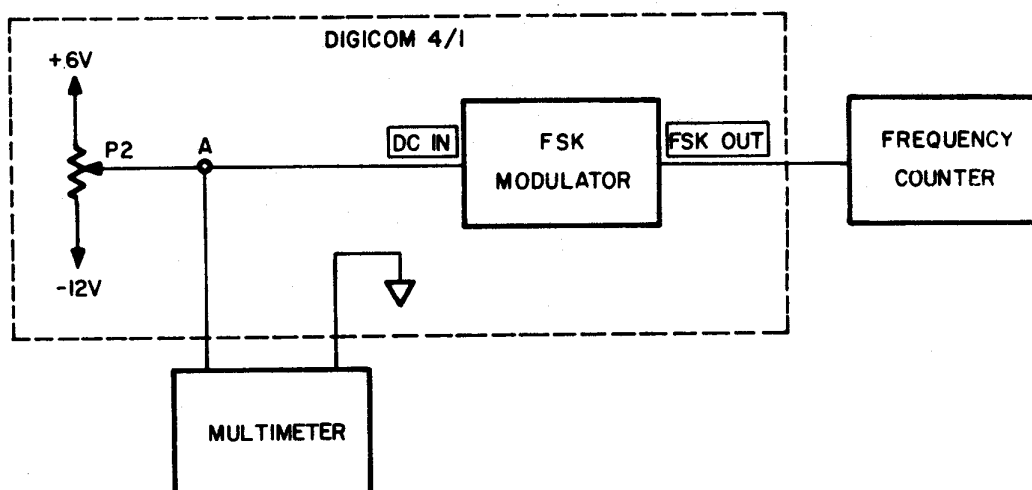 DIGICOM 4/1
+.6V
P2
A
DC IN
FSK
MODULATOR
FSK OUT
FREQUENCY
COUNTER
-12V
MULTIMETER